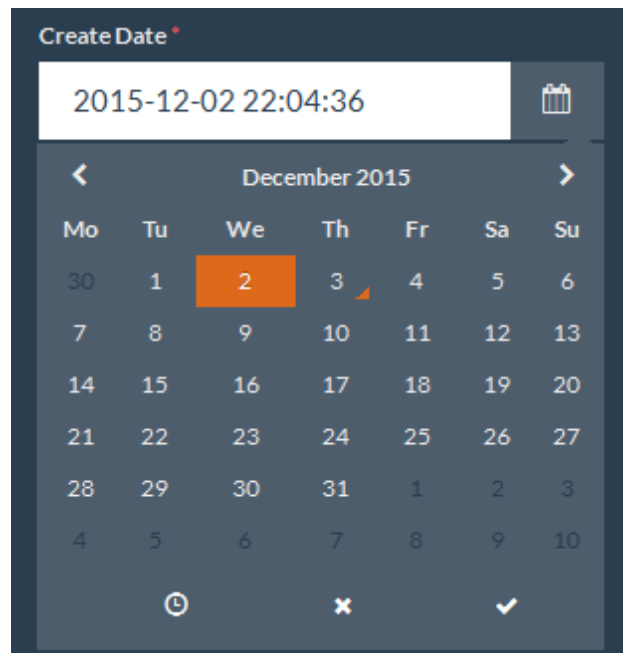 Create Date *
2015-12-02 22:04:36
December 2015
Mo Tu We Th Fr Sa Su
30 1 2 3 4 5 6
7 8 9 10 11 12 13
14 15 16 17 18 19 20
21 22 23 24 25 26 27
28 29 30 31 1 2 3
4 5 6 7 8 9 10